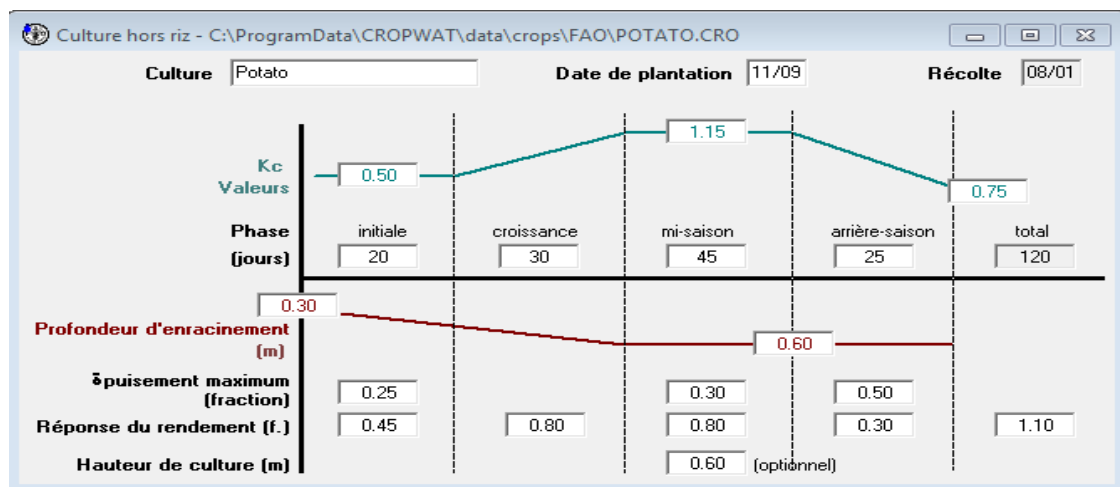 Culture hors riz - C:\ProgramData\CROPWAT\data\crops\FAO\POTATO.CRO
Culture Potato Date de plantation 11/09 Récolte 08/01
1.15
Kc 0.50
Valeurs 0.75
Phase initiale croissance mi-saison arrière-saison total
(jours) 20 30 45 25 120
0.30
Profondeur d'enracinement
(m) 0.60
puisement maximum
(fraction) 0.25 0.30 0.50
Réponse du rendement (f.) 0.45 0.80 0.80 0.30 1.10
Hauteur de culture (m) 0.60 (optionnel)